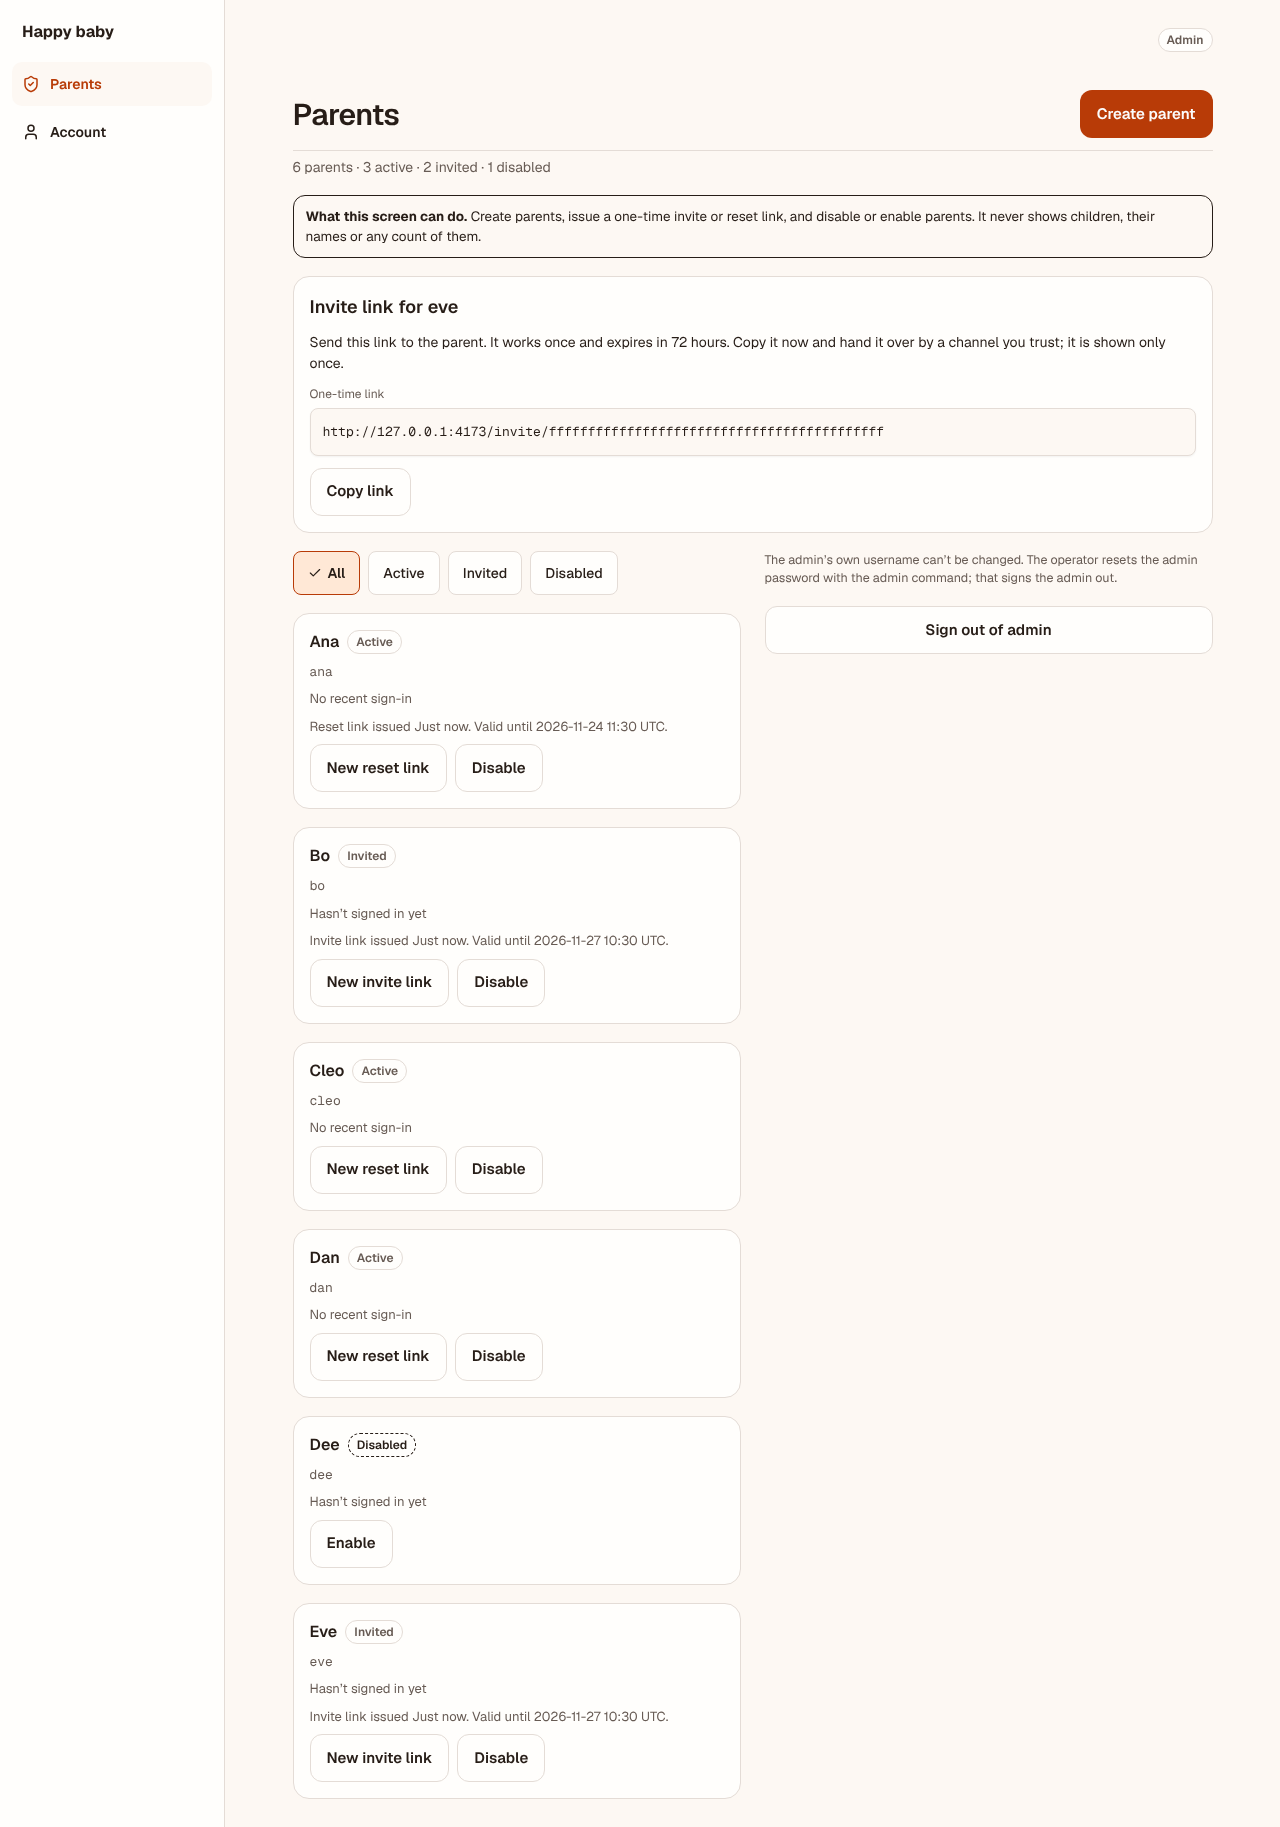 Happy baby
Parents
Account
Admin
Parents
Create parent
6 parents · 3 active · 2 invited · 1 disabled
What this screen can do. Create parents, issue a one-time invite or reset link, and disable or enable parents. It never shows children, their
names or any count of them.
Invite link for eve
Send this link to the parent. It works once and expires in 72 hours. Copy it now and hand it over by a channel you trust; it is shown only
once.
One-time link
http://127.0.0.1:4173/invite/fffffffffffffffffffffffffffffffffffffffffff
Copy link
All
Active
Invited
Disabled
The admin’s own username can’t be changed. The operator resets the admin
password with the admin command; that signs the admin out.
Sign out of admin
Ana
Active
ana
No recent sign-in
Reset link issued Just now. Valid until 2026-11-24 11:30 UTC.
New reset link
Disable
Bo
Invited
bo
Hasn’t signed in yet
Invite link issued Just now. Valid until 2026-11-27 10:30 UTC.
New invite link
Disable
Cleo
Active
cleo
No recent sign-in
New reset link
Disable
Dan
Active
dan
No recent sign-in
New reset link
Disable
Dee
Disabled
dee
Hasn’t signed in yet
Enable
Eve
Invited
eve
Hasn’t signed in yet
Invite link issued Just now. Valid until 2026-11-27 10:30 UTC.
New invite link
Disable